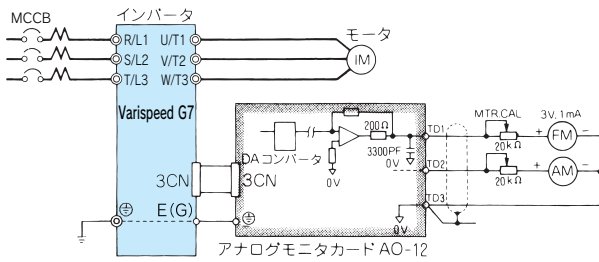 MCCB
インバータ
モータ
R/L1 U/T1
S/L2 V/T2
T/L3 W/T3
IM
Varispeed G7
200Ω
TD1
MTR.CAL
3V, 1mA
20kΩ
+ FM −
DAコンバータ
3300PF
0V
0V
TD2
20kΩ
+ AM −
3CN
3CN
TD3
0V
E(G)
アナログモニタカード AO-12